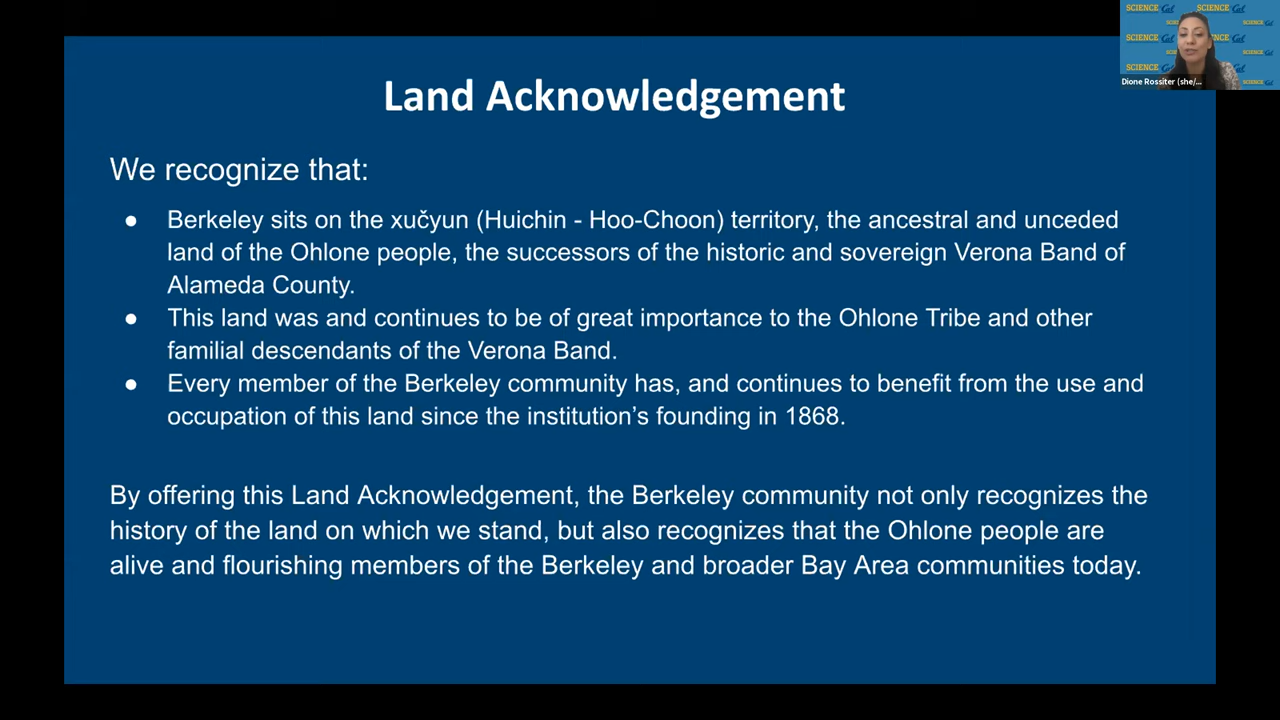 Land Acknowledgement
We recognize that:
● Berkeley sits on the xučyun (Huichin - Hoo-Choon) territory, the ancestral and unceded
land of the Ohlone people, the successors of the historic and sovereign Verona Band of
Alameda County.
● This land was and continues to be of great importance to the Ohlone Tribe and other
familial descendants of the Verona Band.
● Every member of the Berkeley community has, and continues to benefit from the use and
occupation of this land since the institution’s founding in 1868.
By offering this Land Acknowledgement, the Berkeley community not only recognizes the
history of the land on which we stand, but also recognizes that the Ohlone people are
alive and flourishing members of the Berkeley and broader Bay Area communities today.
SCIENCE Cal SCIENCE Cal
SCIENCE Cal
SCIENCE
Dione Rossiter (she/...